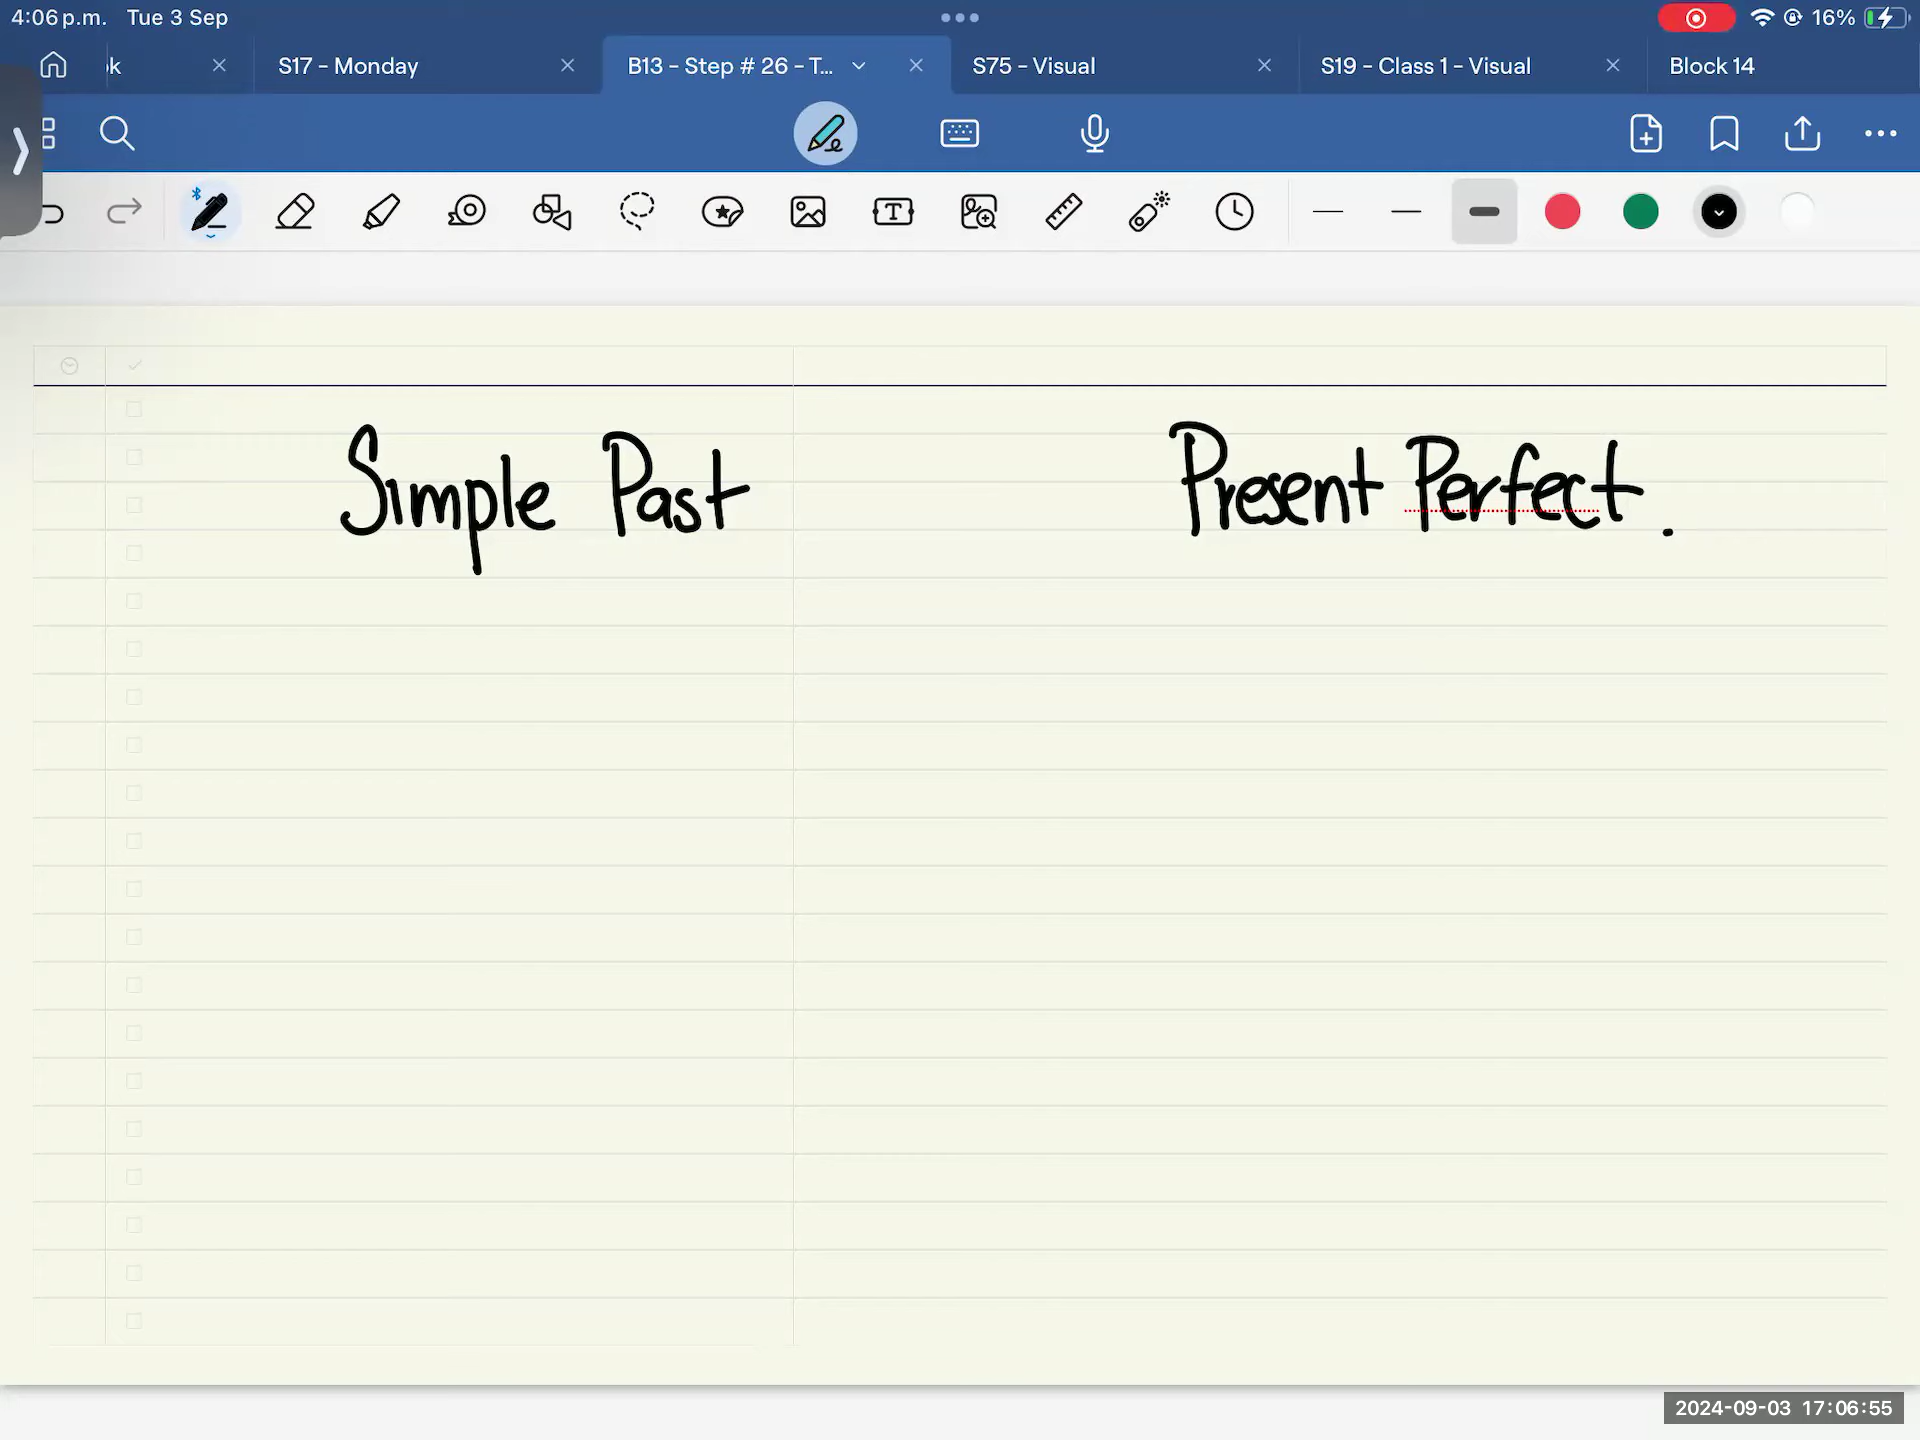 4:06 p.m. Tue 3 Sep
16%
ok
S17 - Monday
B13 - Step # 26 - T...
S75 - Visual
S19 - Class 1 - Visual
Block 14
Simple Past
Present Perfect.
2024-09-03 17:06:55